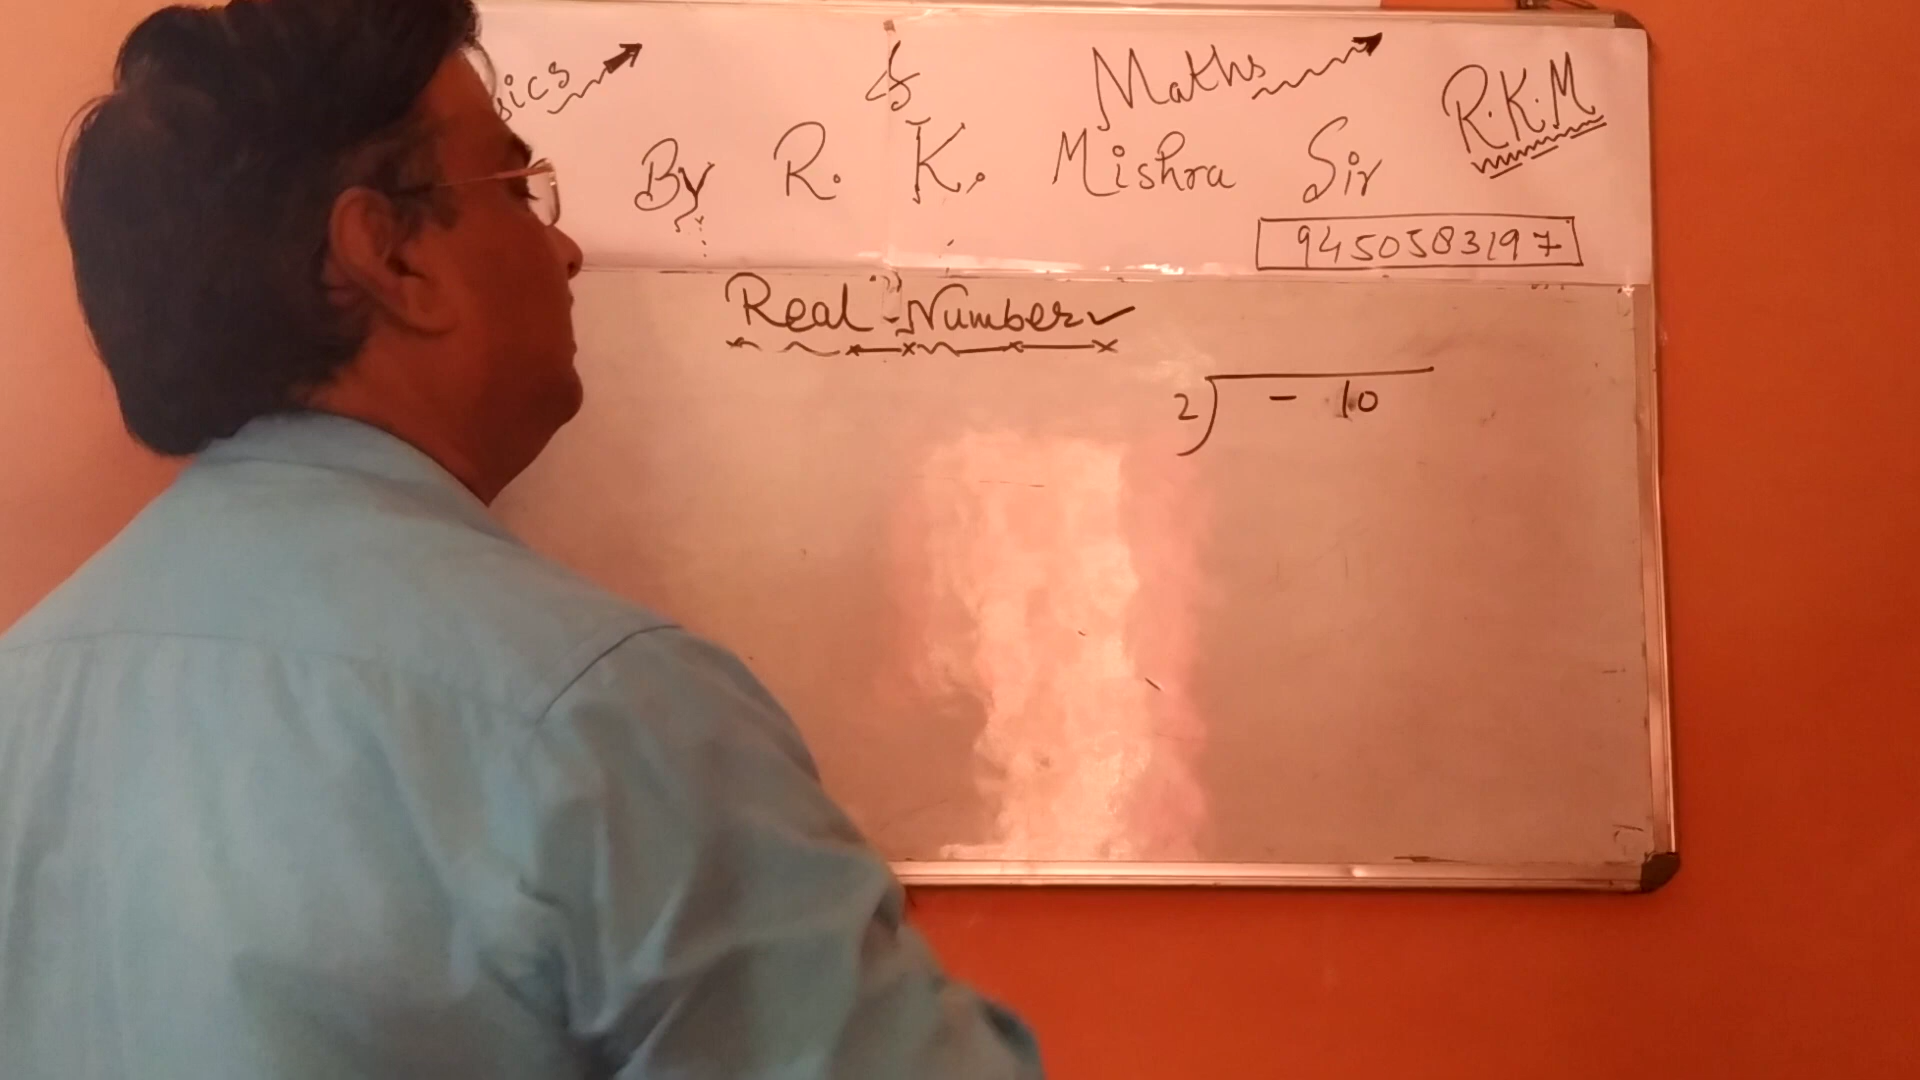 sics & Maths R.K.M
By R. K. Mishra Sir
9450583197
Real Number
2) - 10